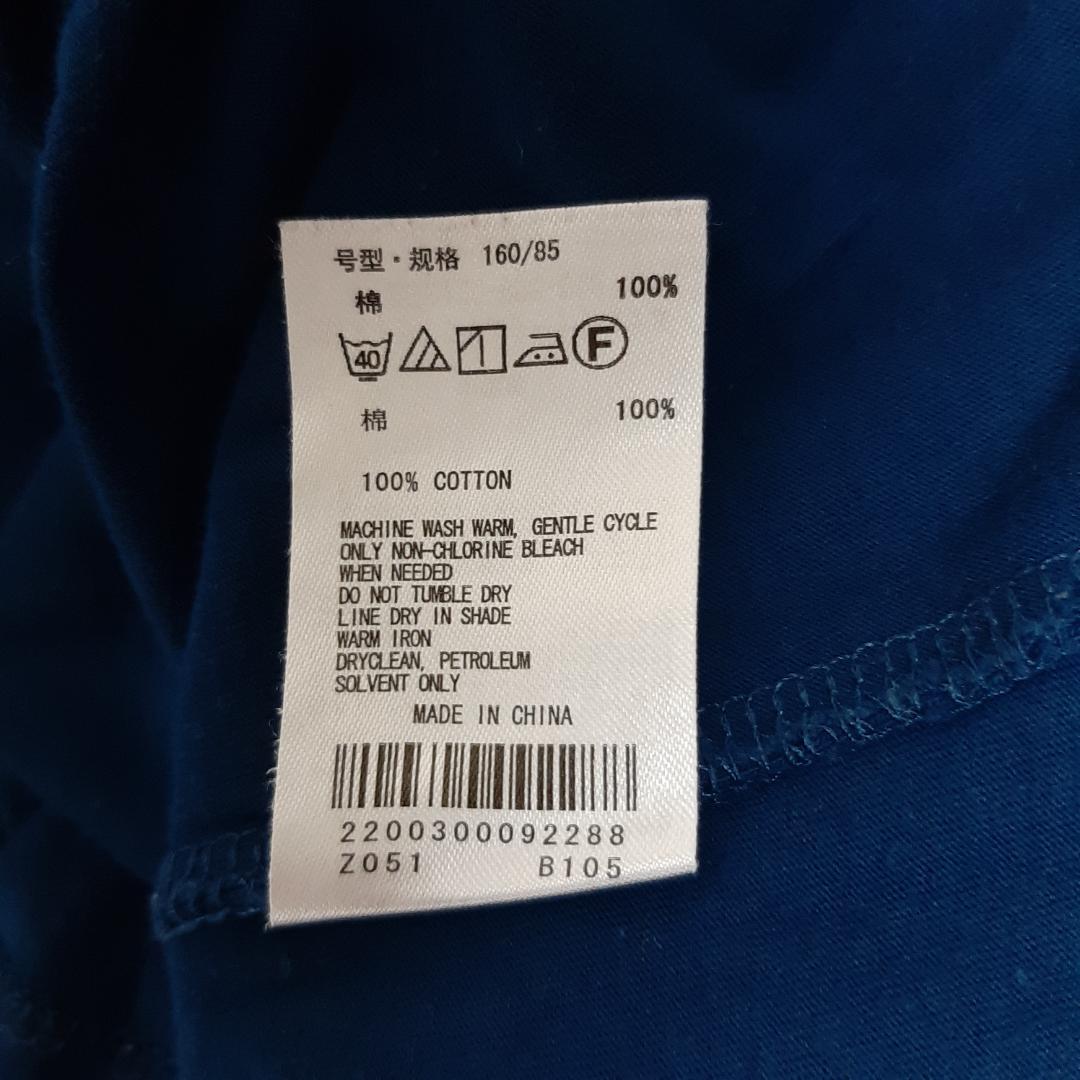 号型·规格 160/85
棉 100%
40 F
棉 100%
100% COTTON
MACHINE WASH WARM, GENTLE CYCLE
ONLY NON-CHLORINE BLEACH
WHEN NEEDED
DO NOT TUMBLE DRY
LINE DRY IN SHADE
WARM IRON
DRYCLEAN, PETROLEUM
SOLVENT ONLY
MADE IN CHINA
2200300092288
Z051 B105